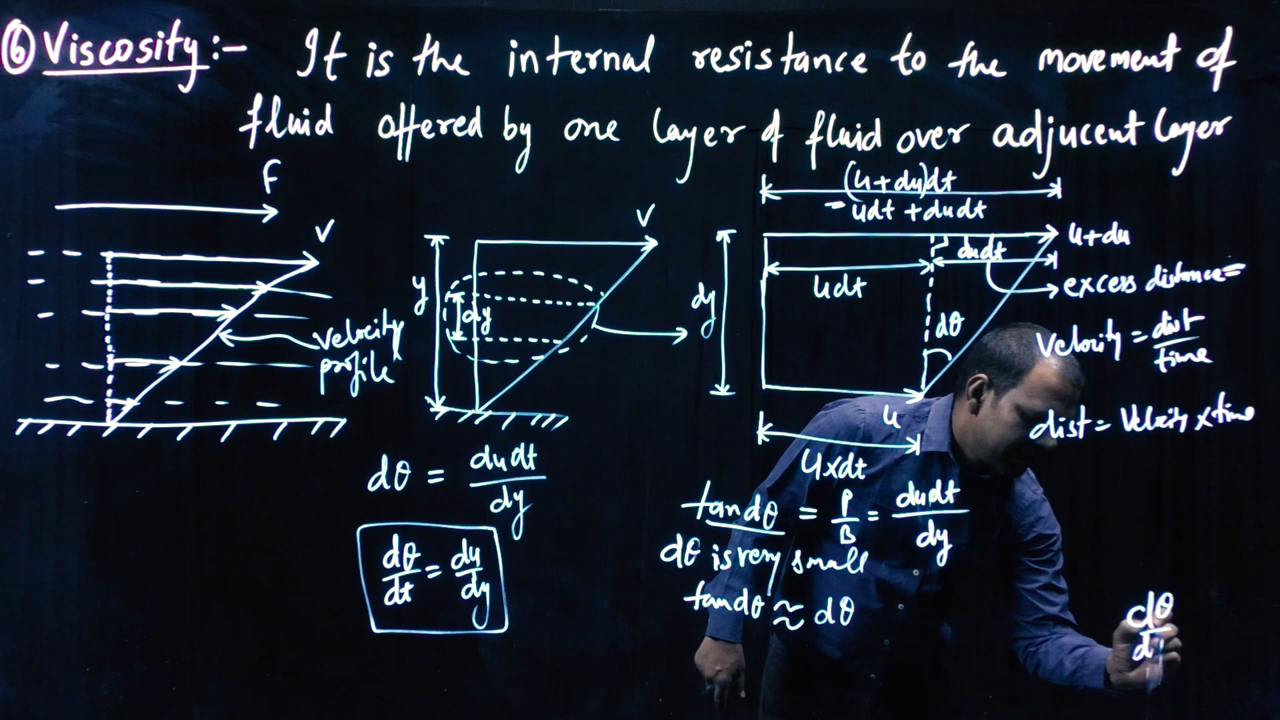 ⑥ Viscosity :- It is the internal resistance to the movement of
fluid offered by one layer of fluid over adjucent layer
F
V
velocity
profile
V
y
dy
(u+du)dt
= udt + dudt
u+du
dudt
udt
excess distance=
dy
dθ
velocity = dist/time
u
dist = velocity × time
u×dt
dθ = dudt/dy
dθ/dt = du/dy
tandθ = P/B = dudt/dy
dθ is very small
tandθ ≈ dθ
dθ
d